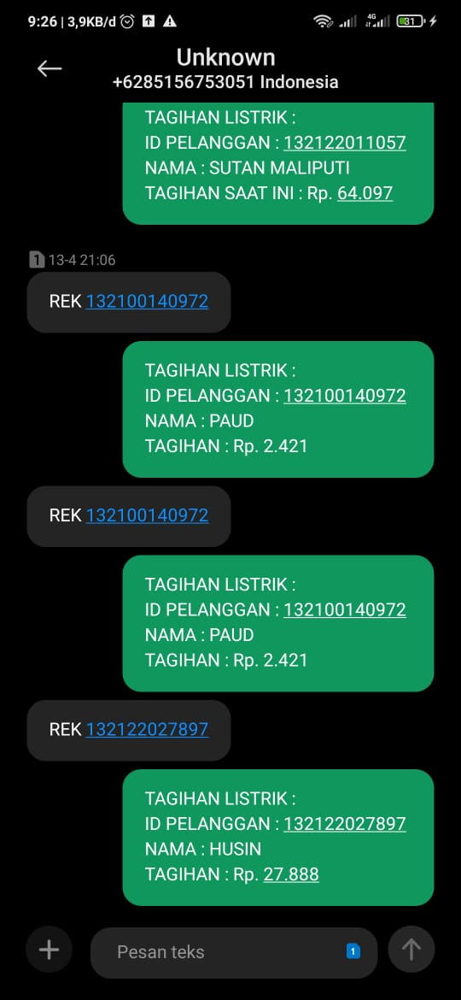 9:26 | 3,9KB/d
4G
31
Unknown
+6285156753051 Indonesia
TAGIHAN LISTRIK :
ID PELANGGAN : 132122011057
NAMA : SUTAN MALIPUTI
TAGIHAN SAAT INI : Rp. 64.097
1 13-4 21:06
REK 132100140972
TAGIHAN LISTRIK :
ID PELANGGAN : 132100140972
NAMA : PAUD
TAGIHAN : Rp. 2.421
REK 132100140972
TAGIHAN LISTRIK :
ID PELANGGAN : 132100140972
NAMA : PAUD
TAGIHAN : Rp. 2.421
REK 132122027897
TAGIHAN LISTRIK :
ID PELANGGAN : 132122027897
NAMA : HUSIN
TAGIHAN : Rp. 27.888
Pesan teks
1